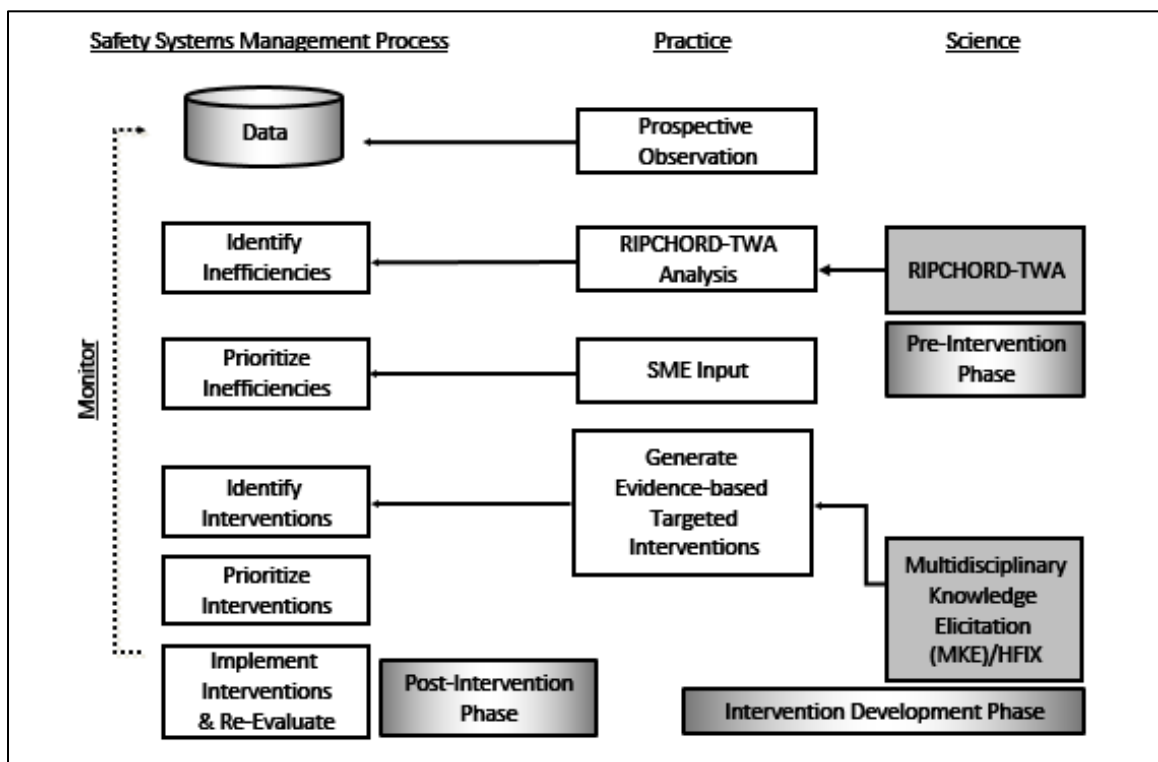 Safety Systems Management Process
Practice
Science
Data
Prospective
Observation
Identify
Inefficiencies
RIPCHORD-TWA
Analysis
RIPCHORD-TWA
Pre-Intervention
Phase
Prioritize
Inefficiencies
SME Input
Monitor
Identify
Interventions
Generate
Evidence-based
Targeted
Interventions
Prioritize
Interventions
Multidisciplinary
Knowledge
Elicitation
(MKE)/HFIX
Implement
Interventions
& Re-Evaluate
Post-Intervention
Phase
Intervention Development Phase